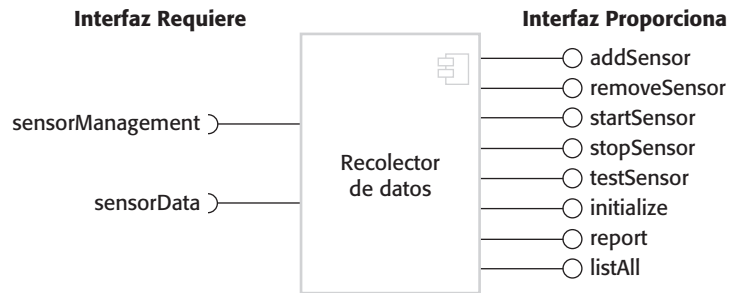 Interfaz Requiere
Interfaz Proporciona
sensorManagement
sensorData
Recolector
de datos
addSensor
removeSensor
startSensor
stopSensor
testSensor
initialize
report
listAll